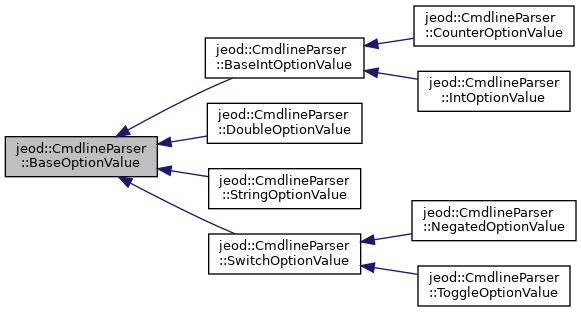 jeod::CmdlineParser
::BaseOptionValue
jeod::CmdlineParser
::BaseIntOptionValue
jeod::CmdlineParser
::DoubleOptionValue
jeod::CmdlineParser
::StringOptionValue
jeod::CmdlineParser
::SwitchOptionValue
jeod::CmdlineParser
::CounterOptionValue
jeod::CmdlineParser
::IntOptionValue
jeod::CmdlineParser
::NegatedOptionValue
jeod::CmdlineParser
::ToggleOptionValue